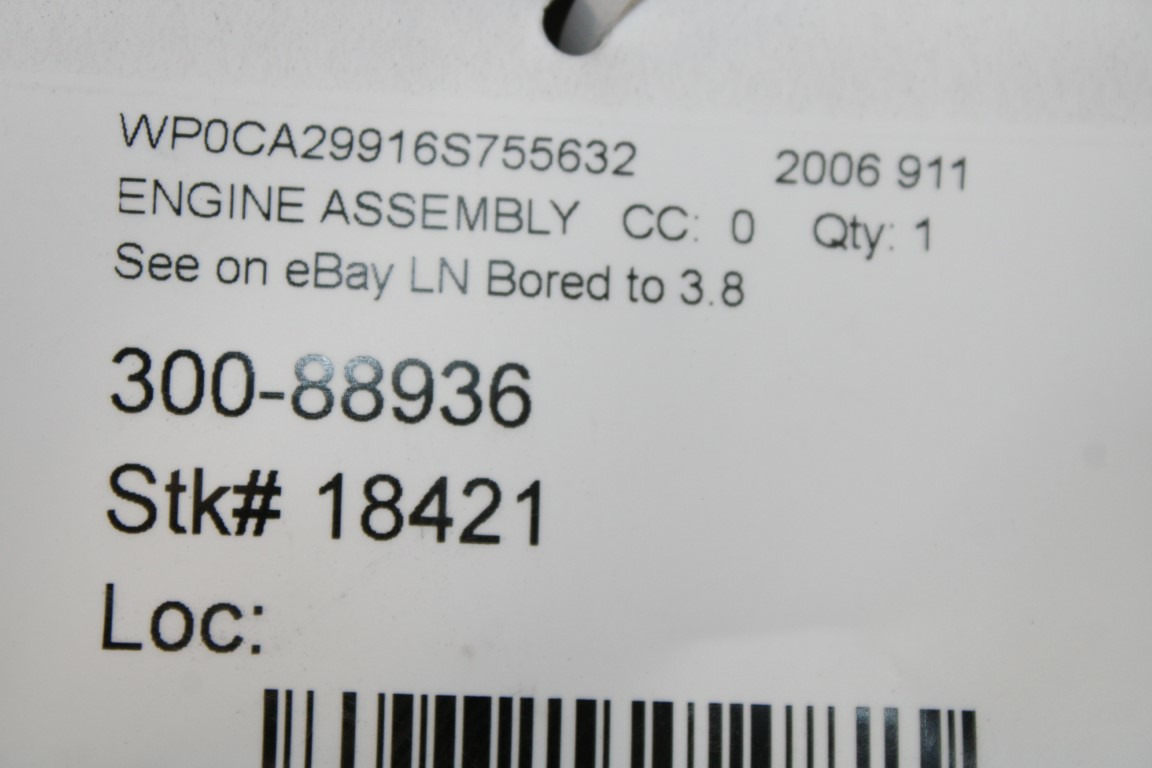 WP0CA29916S755632 2006 911
ENGINE ASSEMBLY CC: 0 Qty: 1
See on eBay LN Bored to 3.8
300-88936
Stk# 18421
Loc: